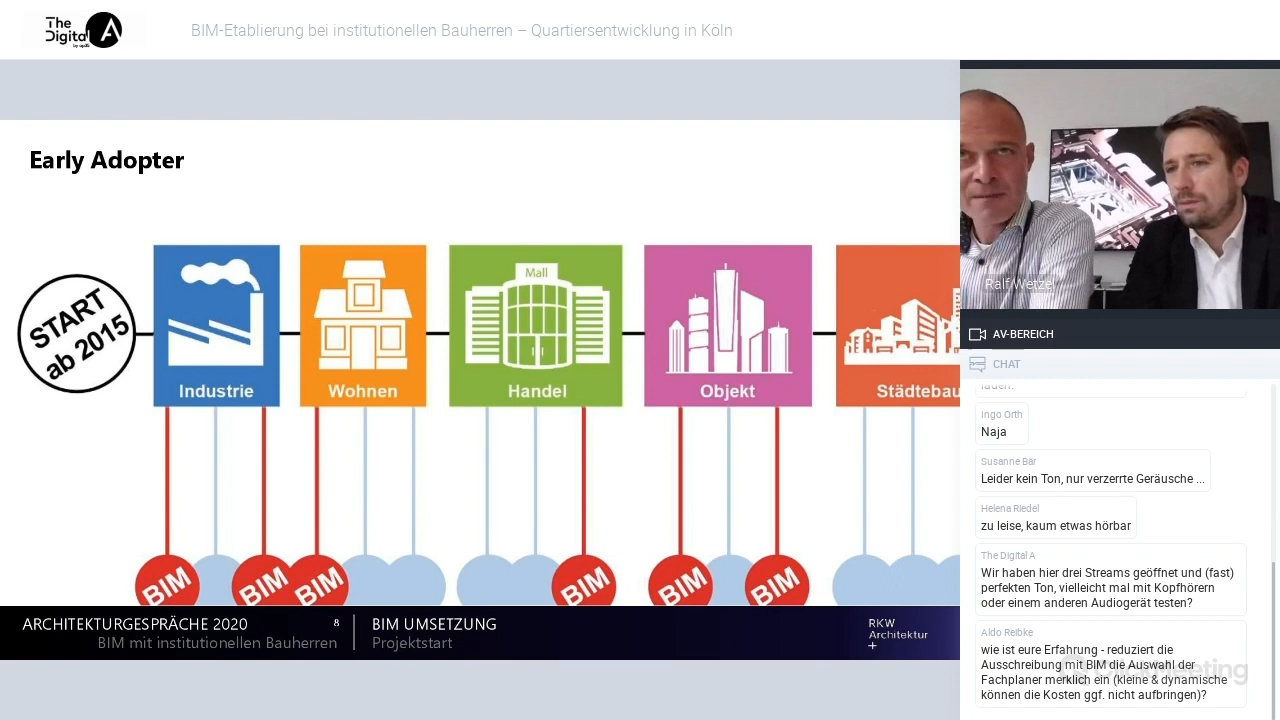 The
Digital
A
by apd5
BIM-Etablierung bei institutionellen Bauherren – Quartiersentwicklung in Köln
Early Adopter
START
ab 2015
Industrie
Wohnen
Mall
Handel
Objekt
Städtebau
BIM
BIM
BIM
BIM
BIM
BIM
ARCHITEKTURGESPRÄCHE 2020
8
BIM mit institutionellen Bauherren
BIM UMSETZUNG
Projektstart
RKW
Architektur
+
Ralf Wetzel
AV-BEREICH
CHAT
Ingo Orth
Naja
Susanne Bär
Leider kein Ton, nur verzerrte Geräusche ...
Helena Riedel
zu leise, kaum etwas hörbar
The Digital A
Wir haben hier drei Streams geöffnet und (fast)
perfekten Ton, vielleicht mal mit Kopfhörern
oder einem anderen Audiogerät testen?
Aldo Reibke
wie ist eure Erfahrung - reduziert die
Ausschreibung mit BIM die Auswahl der
Fachplaner merklich ein (kleine & dynamische
können die Kosten ggf. nicht aufbringen)?